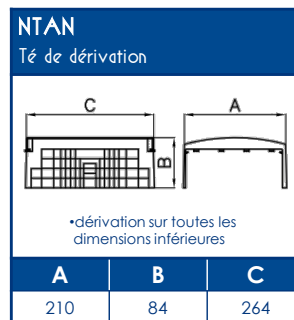 NTAN
Té de dérivation
C
A
B
•dérivation sur toutes les
dimensions inférieures
A B C
210 84 264